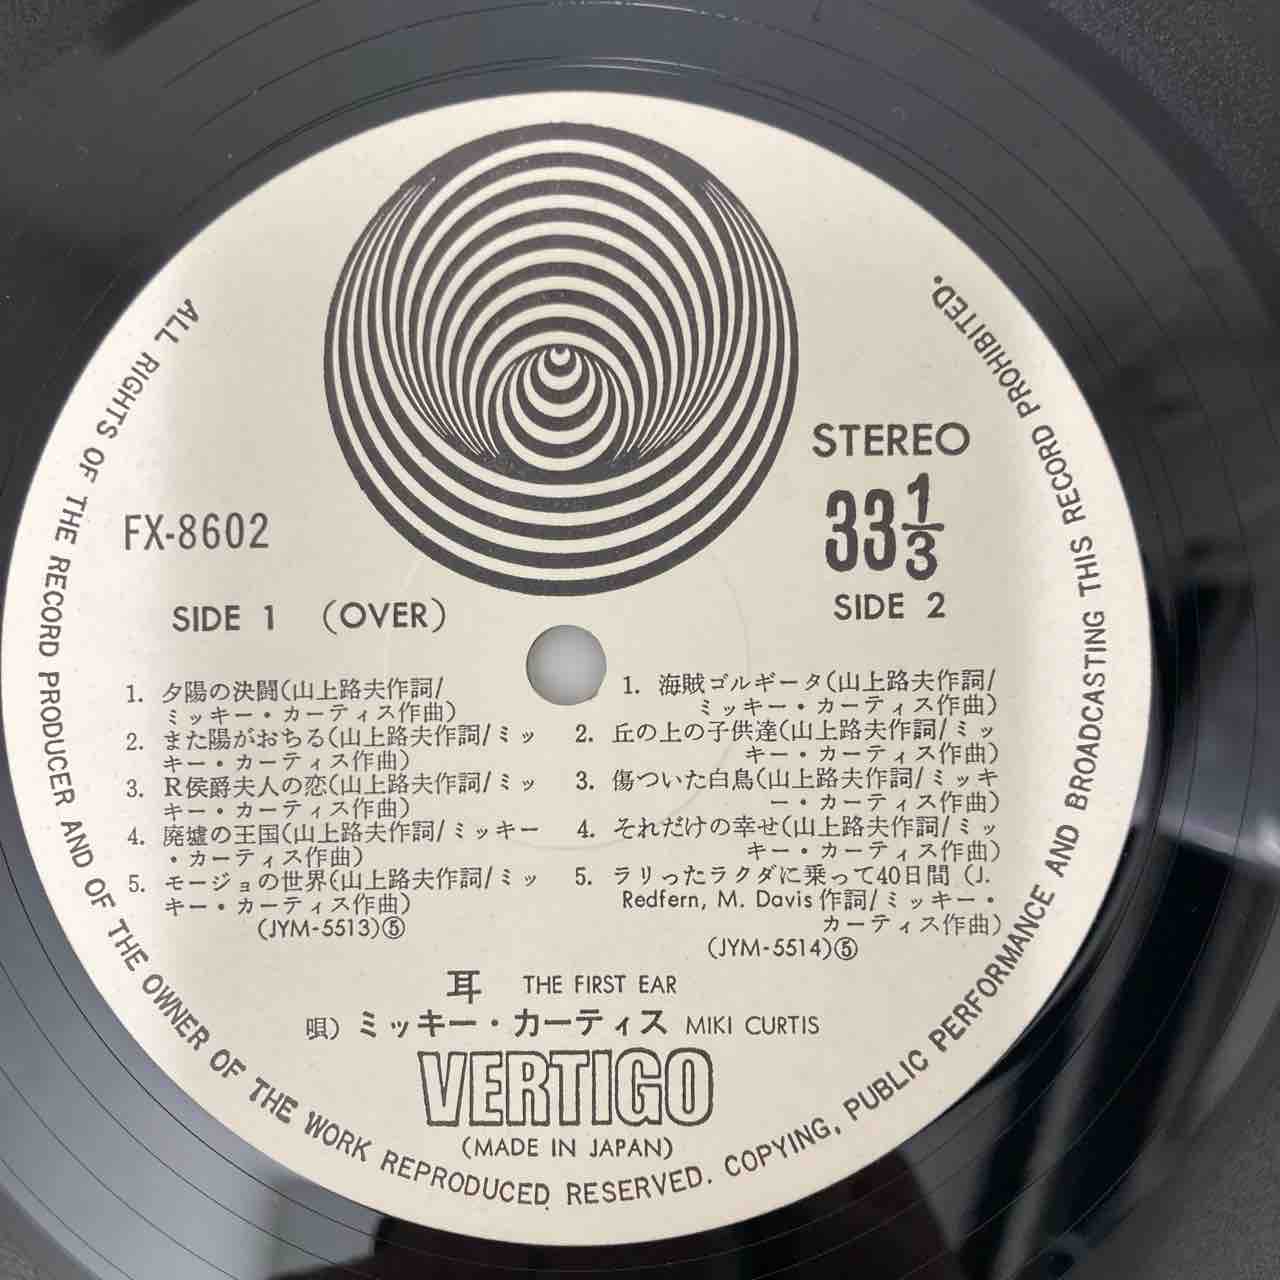 ALL RIGHTS OF THE RECORD PRODUCER AND OF THE OWNER OF THE WORK REPRODUCED RESERVED. COPYING, PUBLIC PERFORMANCE AND BROADCASTING THIS RECORD PROHIBITED.
STEREO
33 1/3
FX-8602
SIDE 1 (OVER)
1. 夕陽の決闘(山上路夫作詞/
ミッキー・カーティス作曲)
2. また陽がおちる(山上路夫作詞/ミッ
キー・カーティス作曲)
3. R侯爵夫人の恋(山上路夫作詞/ミッ
キー・カーティス作曲)
4. 廃墟の王国(山上路夫作詞/ミッキー
・カーティス作曲)
5. モージョの世界(山上路夫作詞/ミッ
キー・カーティス作曲)
(JYM-5513)⑤
SIDE 2
1. 海賊ゴルギータ(山上路夫作詞/
ミッキー・カーティス作曲)
2. 丘の上の子供達(山上路夫作詞/ミッ
キー・カーティス作曲)
3. 傷ついた白鳥(山上路夫作詞/ミッキ
ー・カーティス作曲)
4. それだけの幸せ(山上路夫作詞/ミッ
キー・カーティス作曲)
5. ラリったラクダに乗って40日間 (J.
Redfern, M. Davis作詞/ミッキー・
カーティス作曲)
(JYM-5514)⑤
耳 THE FIRST EAR
唄) ミッキー・カーティス MIKI CURTIS
VERTIGO
(MADE IN JAPAN)